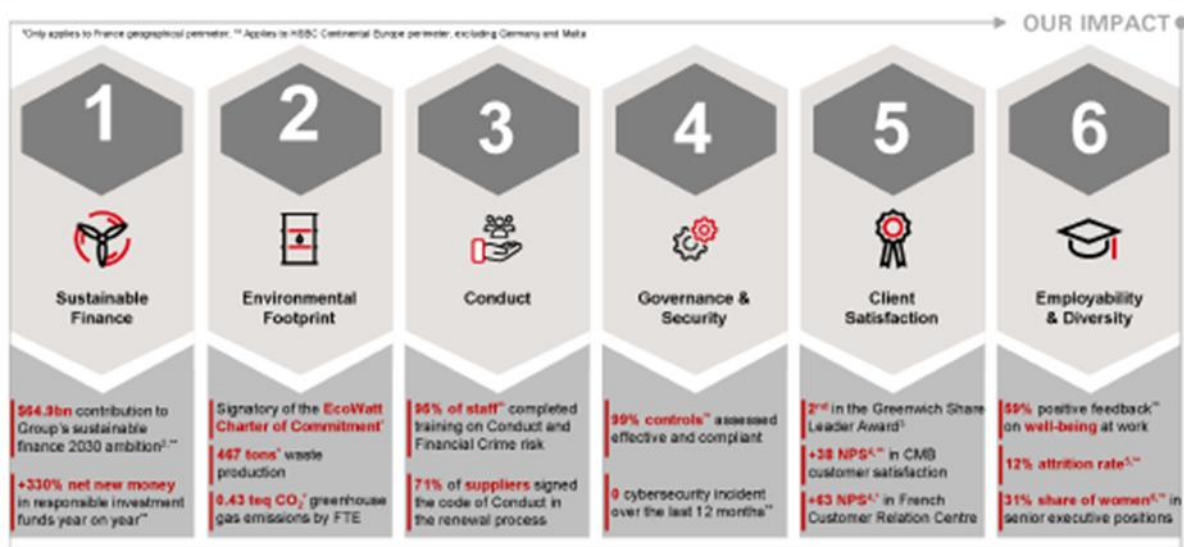 OUR IMPACT
*Only applies to France geographical perimeter, ** Applies to HSBC Continental Europe perimeter, excluding Germany and Malta
1
Sustainable
Finance
contribution to
Group's sustainable
finance 2030 ambition
+330% net new money
in responsible investment
funds year on year**
2
Environmental
Footprint
Signatory of the EcoWatt
Charter of Commitment*
467 tons* waste
production
0.43 teq CO₂* greenhouse
gas emissions by FTE
3
Conduct
of staff** completed
training on Conduct and
Financial Crime risk
71% of suppliers signed
the code of Conduct in
the renewal process
4
Governance &
Security
99% controls** assessed
effective and compliant
0 cybersecurity incident
over the last 12 months**
5
Client
Satisfaction
2nd in the Greenwich Share
Leader Award
+38 NPS in CMB
customer satisfaction
+63 NPS in French
Customer Relation Centre
6
Employability
& Diversity
positive feedback**
on well-being at work
12% attrition rate
31% share of women in
senior executive positions